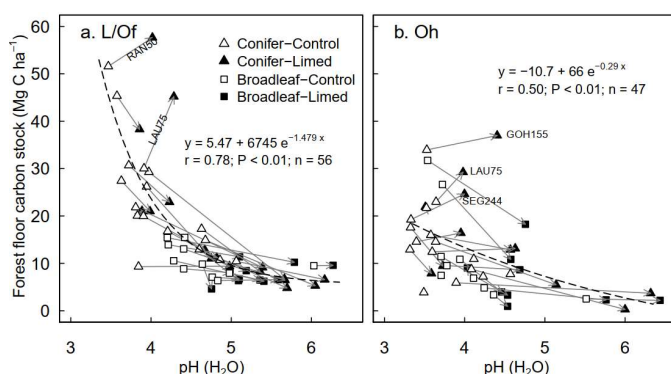 Forest floor carbon stock (Mg C ha⁻¹)
60
50
40
30
20
10
0
a. L/Of
RAN50
LAU75
△ Conifer−Control
▲ Conifer−Limed
□ Broadleaf−Control
■ Broadleaf−Limed
y = 5.47 + 6745 e⁻¹·⁴⁷⁹ ˣ
r = 0.78; P < 0.01; n = 56
3 4 5 6
pH (H₂O)
b. Oh
y = −10.7 + 66 e⁻⁰·²⁹ ˣ
r = 0.50; P < 0.01; n = 47
GOH155
LAU75
SEG244
3 4 5 6
pH (H₂O)